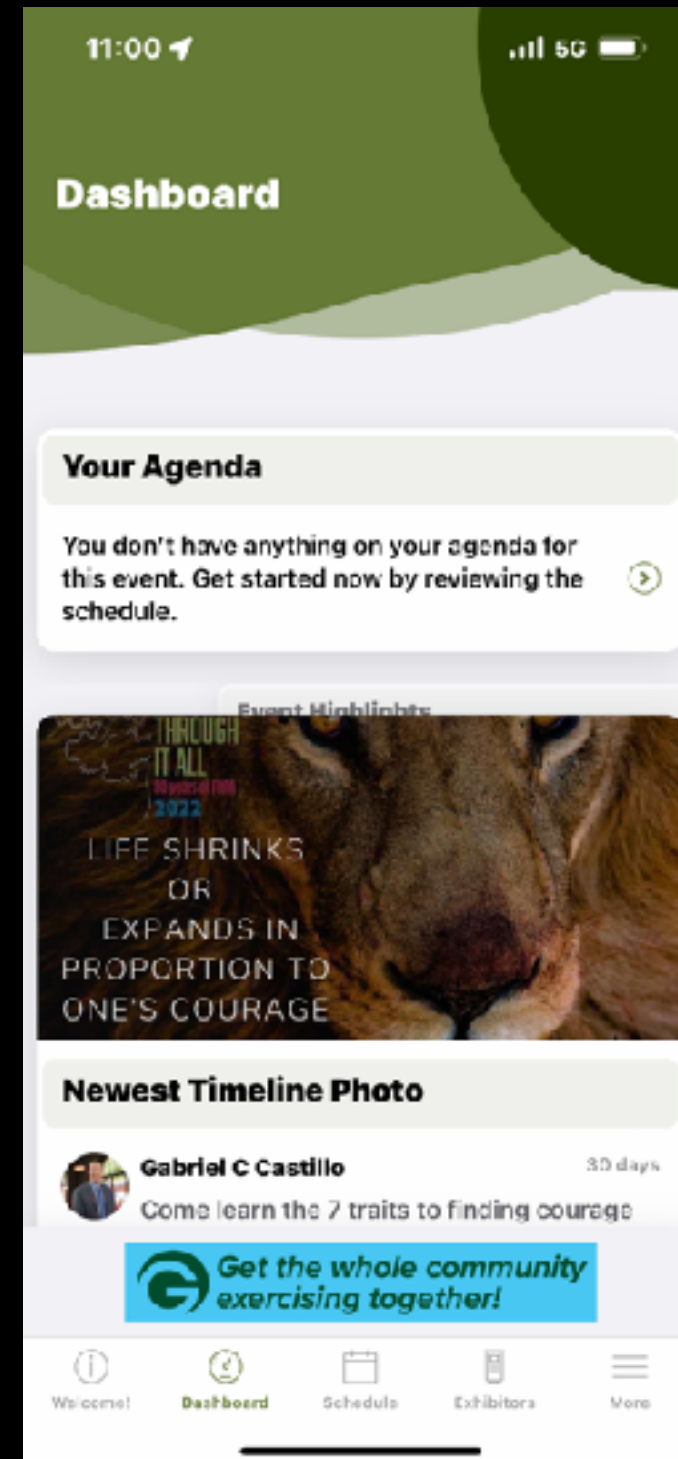 11:00
5G
Dashboard
Your Agenda
You don't have anything on your agenda for
this event. Get started now by reviewing the
schedule.
Event Highlights
THROUGH
IT ALL
2022
LIFE SHRINKS
OR
EXPANDS IN
PROPORTION TO
ONE'S COURAGE
Newest Timeline Photo
Gabriel C Castillo
30 days
Come learn the 7 traits to finding courage
Get the whole community
exercising together!
Welcome!
Dashboard
Schedule
Exhibitors
More